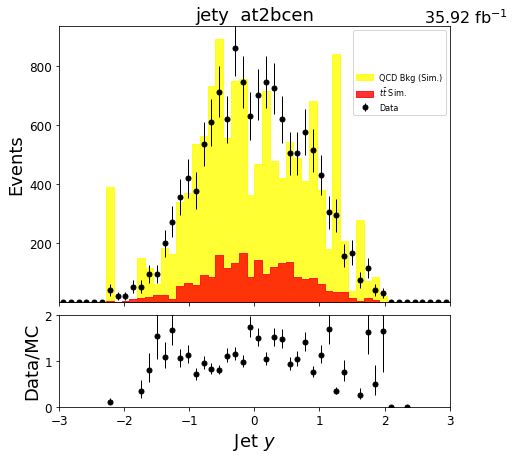 jety at2bcen
35.92 fb⁻¹
QCD Bkg (Sim.)
tt̄ Sim.
Data
Events
800
600
400
200
Data/MC
2
1
0
−3 −2 −1 0 1 2 3
Jet y